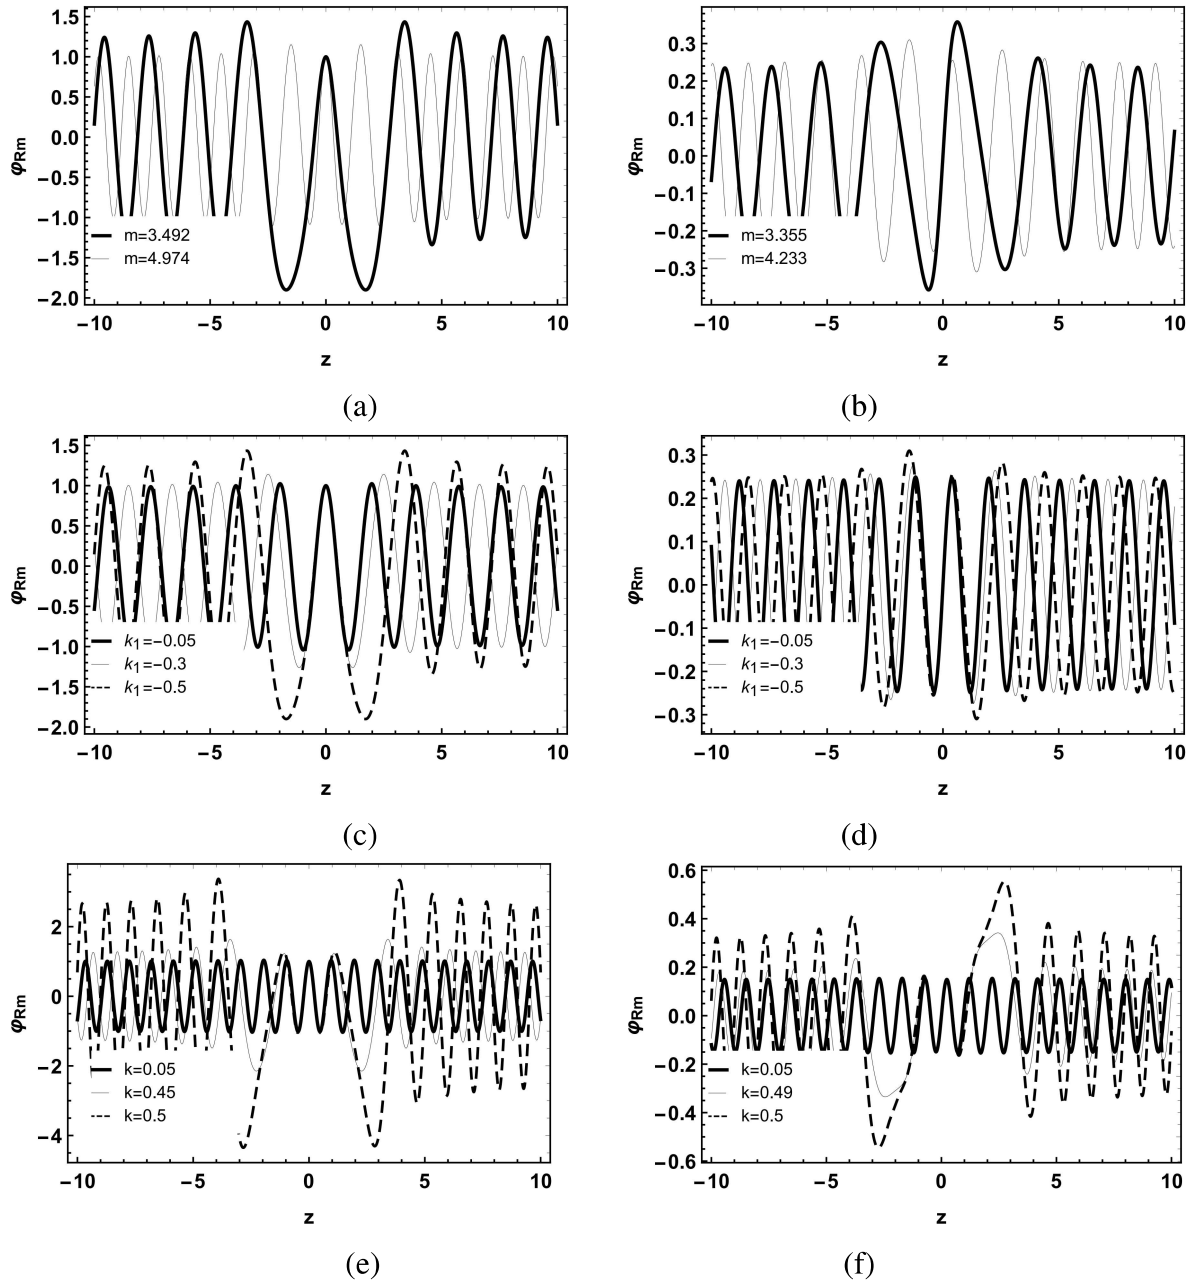 1.5
1.0
0.5
0.0
−0.5
−1.0
−1.5
−2.0
φRm
m=3.492
m=4.974
−10
−5
0
5
10
z
(a)
0.3
0.2
0.1
0.0
−0.1
−0.2
−0.3
φRm
m=3.355
m=4.233
−10
−5
0
5
10
z
(b)
1.5
1.0
0.5
0.0
−0.5
−1.0
−1.5
−2.0
φRm
k1=−0.05
k1=−0.3
k1=−0.5
−10
−5
0
5
10
z
(c)
0.3
0.2
0.1
0.0
−0.1
−0.2
−0.3
φRm
k1=−0.05
k1=−0.3
k1=−0.5
−10
−5
0
5
10
z
(d)
2
0
−2
−4
φRm
k=0.05
k=0.45
k=0.5
−10
−5
0
5
10
z
(e)
0.6
0.4
0.2
0.0
−0.2
−0.4
−0.6
φRm
k=0.05
k=0.49
k=0.5
−10
−5
0
5
10
z
(f)